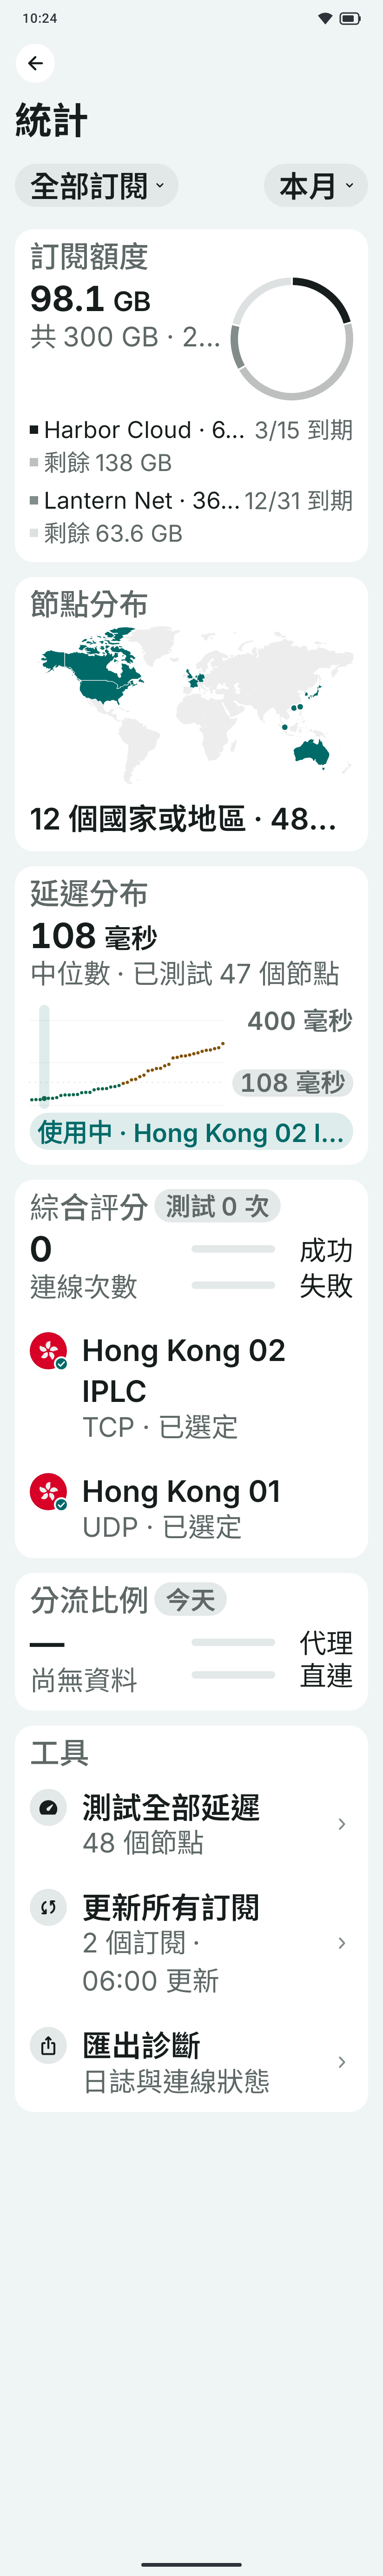 10:24
統計
全部訂閱
本月
訂閱額度
98.1 GB
共 300 GB · 2...
Harbor Cloud · 6... 3/15 到期
剩餘 138 GB
Lantern Net · 36... 12/31 到期
剩餘 63.6 GB
節點分布
12 個國家或地區 · 48...
延遲分布
108 毫秒
中位數 · 已測試 47 個節點
400 毫秒
108 毫秒
使用中 · Hong Kong 02 I...
綜合評分 測試 0 次
0
連線次數
成功
失敗
Hong Kong 02
IPLC
TCP · 已選定
Hong Kong 01
UDP · 已選定
分流比例 今天
—
尚無資料
代理
直連
工具
測試全部延遲
48 個節點
更新所有訂閱
2 個訂閱 ·
06:00 更新
匯出診斷
日誌與連線狀態